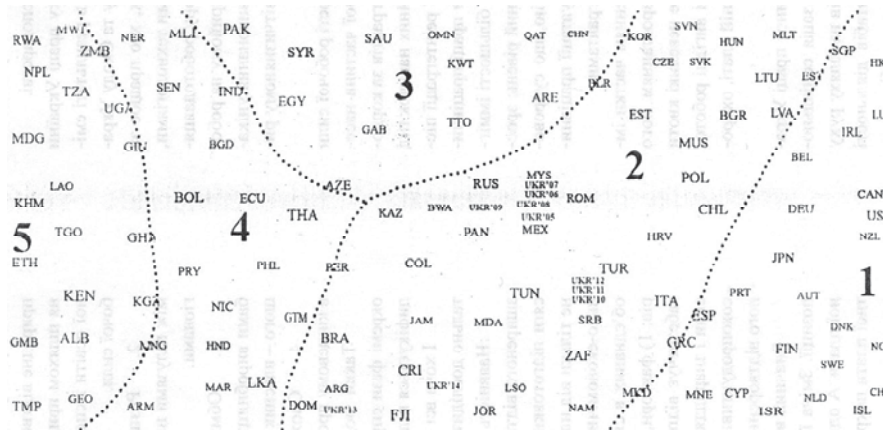 RWA MWI NER MLI PAK SAU OMN QAT CHN KOR SVN HUN MLT SGP
NPL ZMB SYR KWT CZE SVK LTU EST
TZA SEN IND EGY ARE BLR
UGA TTO EST BGR LVA LU
MDG GIN BGD GAB MUS IRL
3 2
LAO RUS MYS POL BEL
KHM BOL ECU AZE UKR'07 UKR'06 ROM CAN
THA KAZ BWA UKR'09 UKR'08 CHL DEU US
TGO GHA 4 PAN UKR'05 MEX HRV NZL
5
ETH PRY PHL PER COL TUR JPN
KEN KGZ NIC TUN UKR'12 UKR'11 UKR'10 ITA PRT AUT 1
GTM JAM MDA SRB ESP DNK
GMB ALB MNG HND BRA ZAF GRC FIN SWE
CRI
MAR LKA ARG UKR'14 LSO MKD MNE CYP NLD
TMP GEO ARM DOM UKR'13 FJI JOR NAM ISR ISL